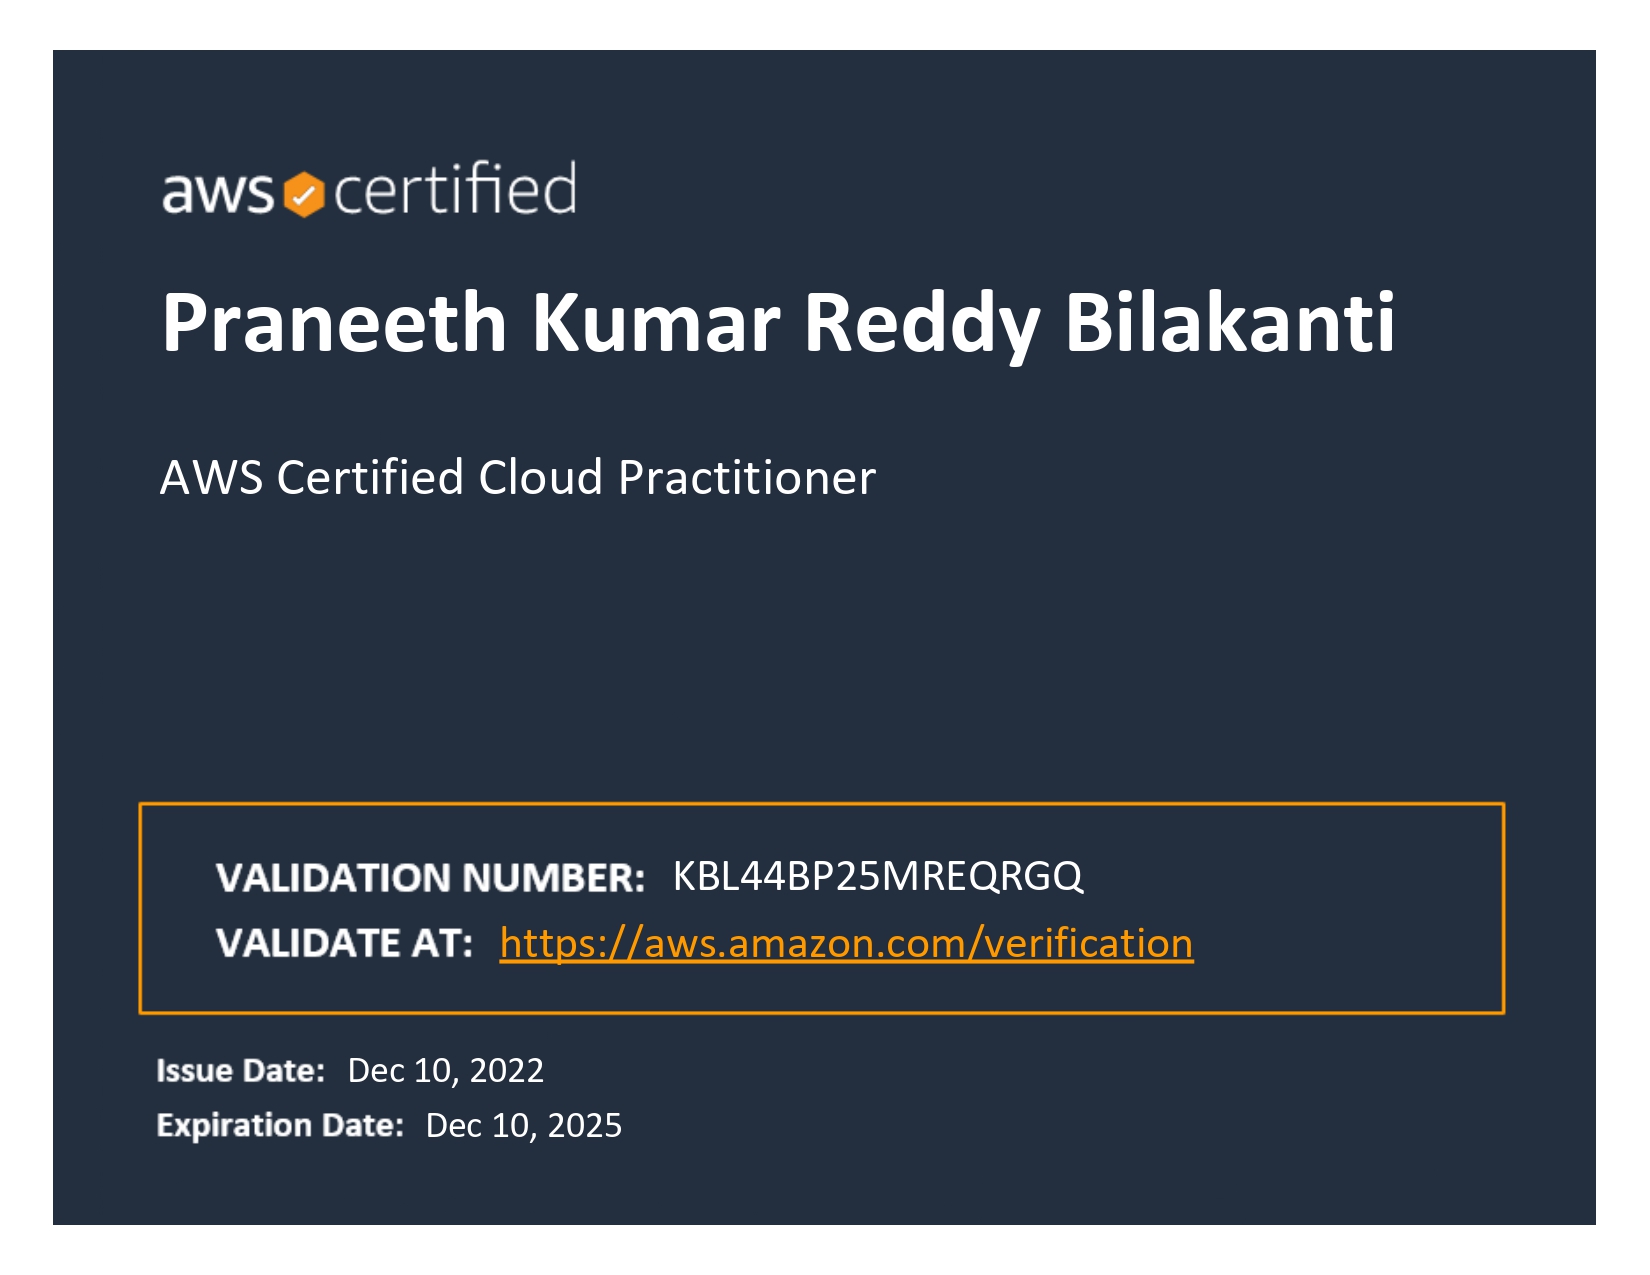 aws certified
Praneeth Kumar Reddy Bilakanti
AWS Certified Cloud Practitioner
VALIDATION NUMBER: KBL44BP25MREQRGQ
VALIDATE AT: https://aws.amazon.com/verification
Issue Date: Dec 10, 2022
Expiration Date: Dec 10, 2025